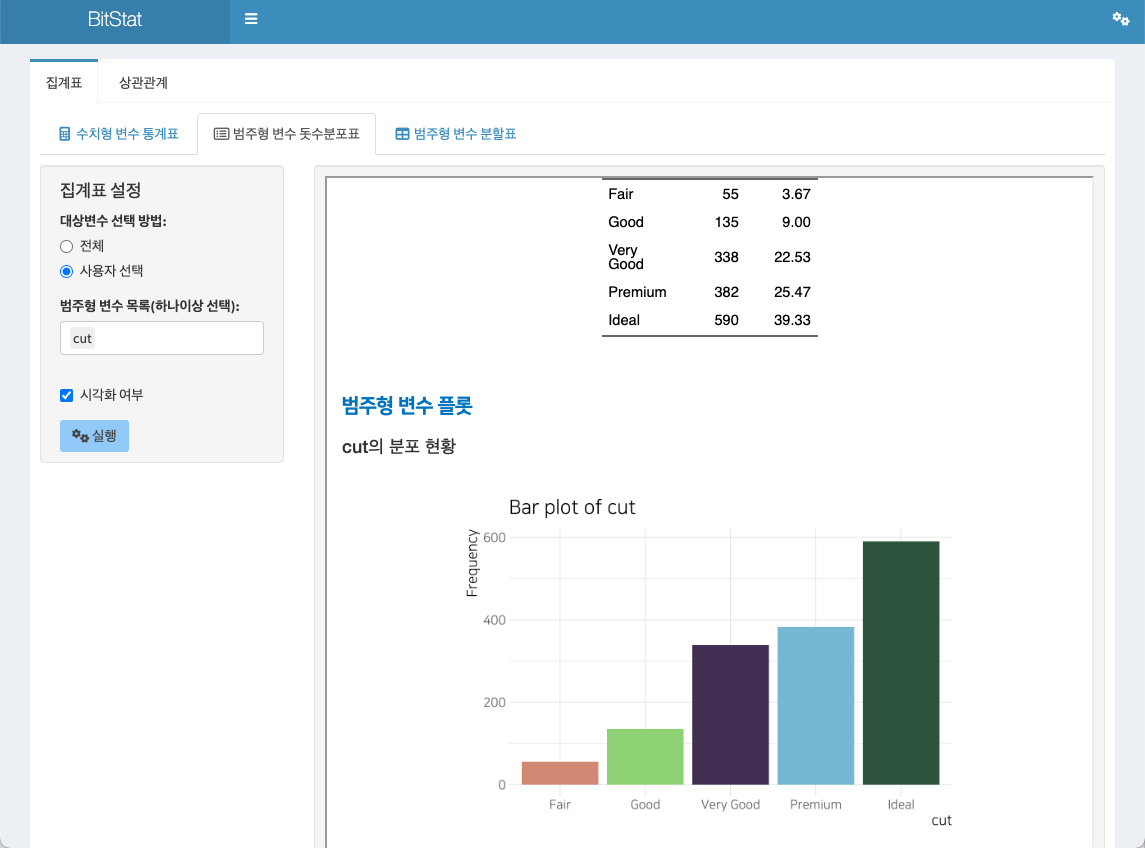 BitStat
집계표 상관관계
수치형 변수 통계표 범주형 변수 돗수분포표 범주형 변수 분할표
집계표 설정
대상변수 선택 방법:
전체
사용자 선택
범주형 변수 목록(하나이상 선택):
cut
시각화 여부
실행
Fair 55 3.67
Good 135 9.00
Very
Good 338 22.53
Premium 382 25.47
Ideal 590 39.33
범주형 변수 플롯
cut의 분포 현황
Bar plot of cut
Frequency
600
400
200
0
Fair Good Very Good Premium Ideal
cut